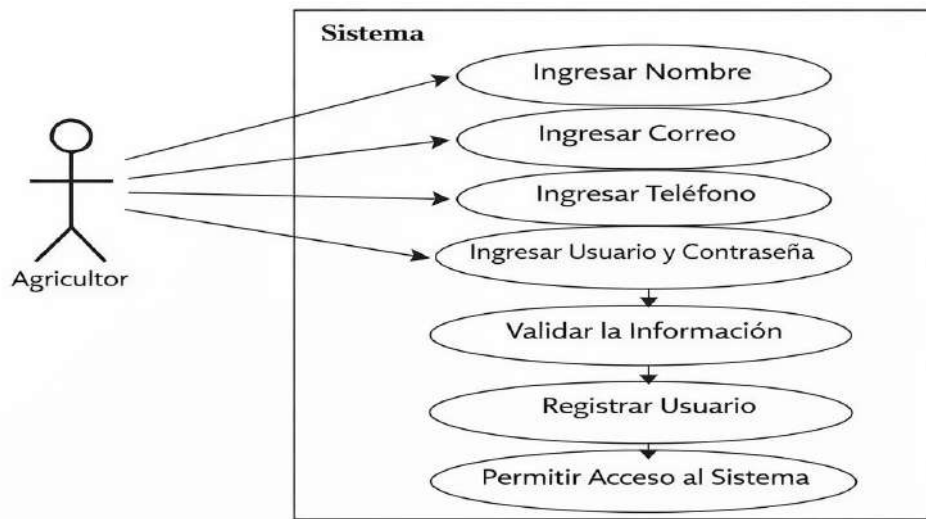 Sistema
Ingresar Nombre
Ingresar Correo
Ingresar Teléfono
Ingresar Usuario y Contraseña
Agricultor
Validar la Información
Registrar Usuario
Permitir Acceso al Sistema